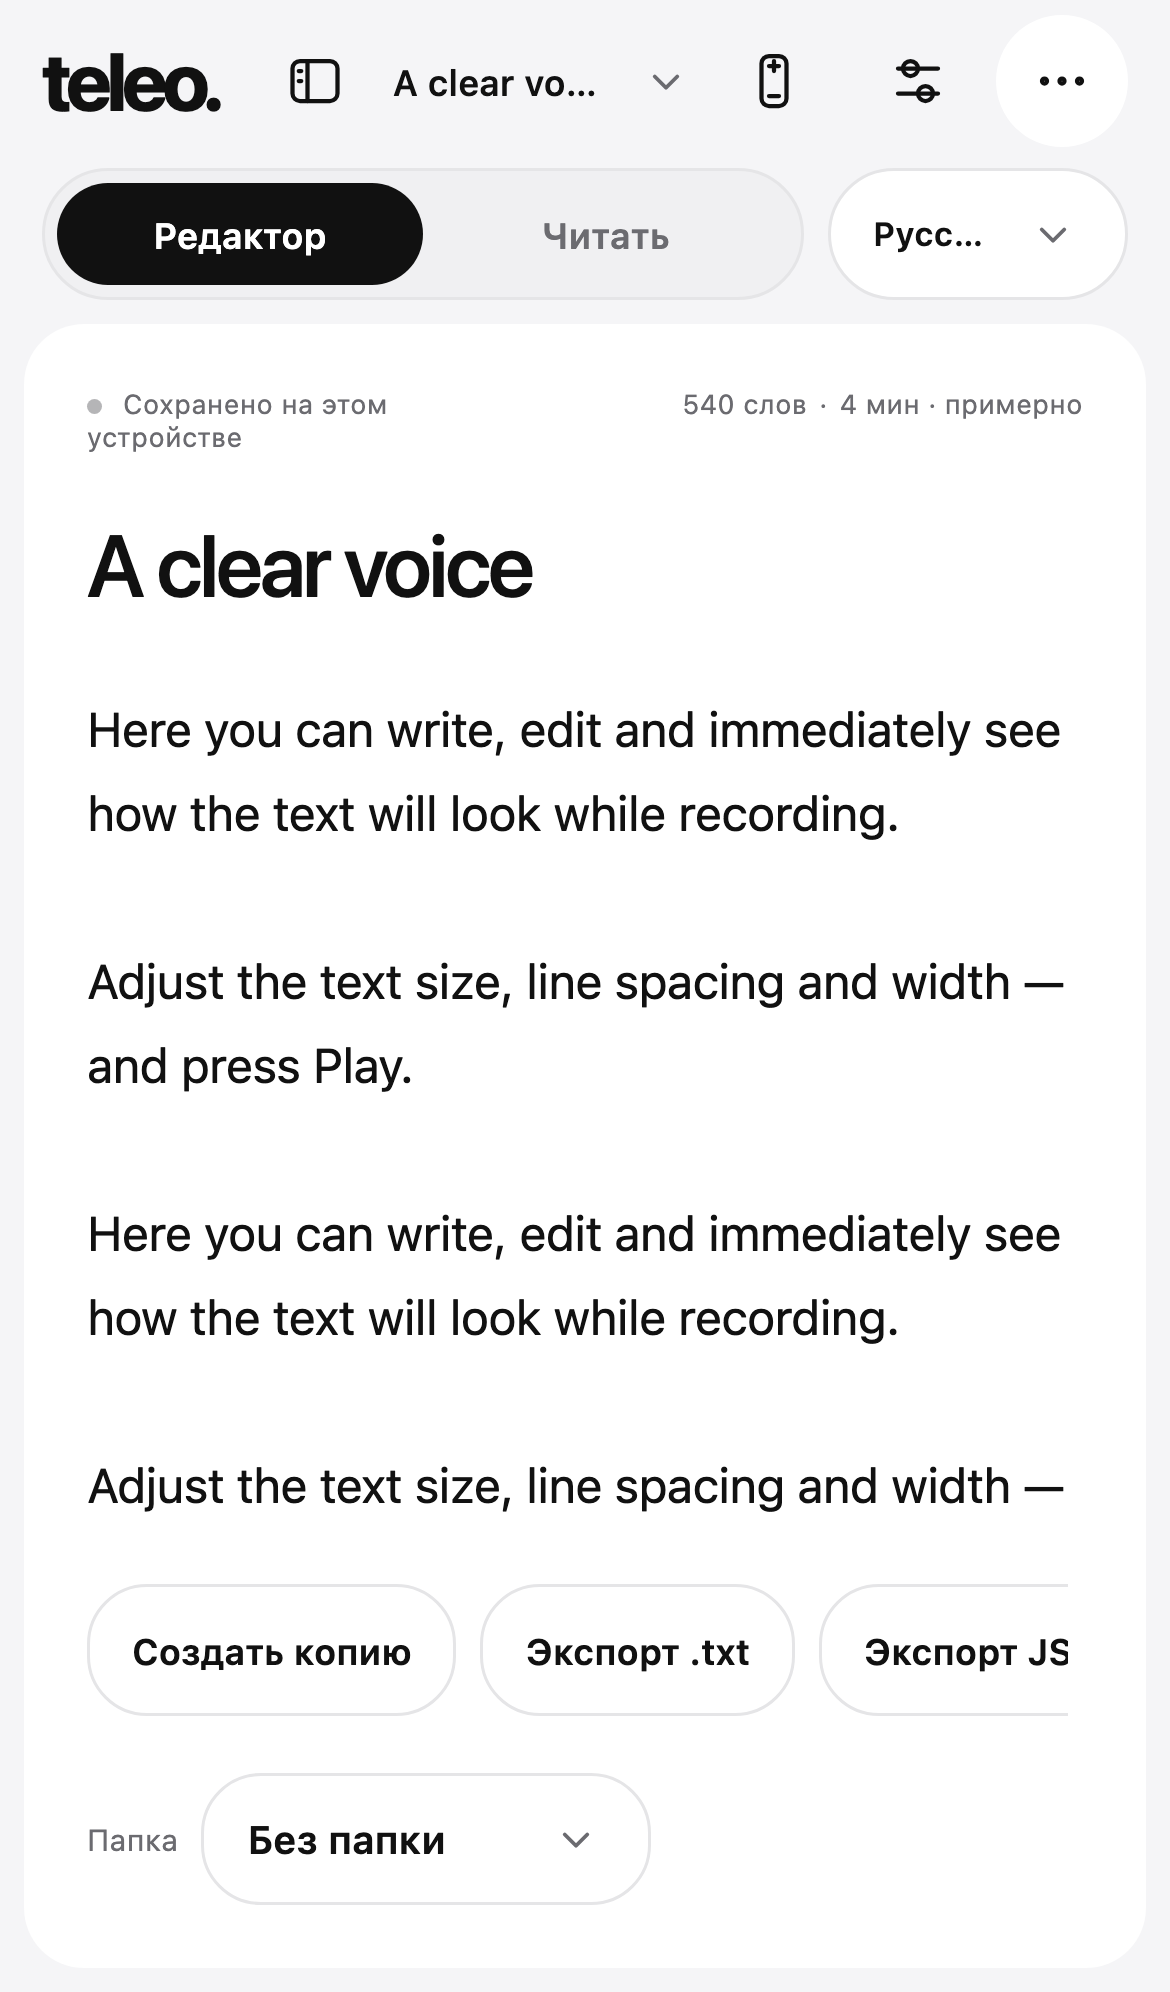 teleo.
A clear vo...
Редактор
Читать
Русс...
Сохранено на этом
устройстве
540 слов · 4 мин · примерно
A clear voice
Here you can write, edit and immediately see
how the text will look while recording.
Adjust the text size, line spacing and width —
and press Play.
Here you can write, edit and immediately see
how the text will look while recording.
Adjust the text size, line spacing and width —
Создать копию
Экспорт .txt
Экспорт JS
Папка
Без папки